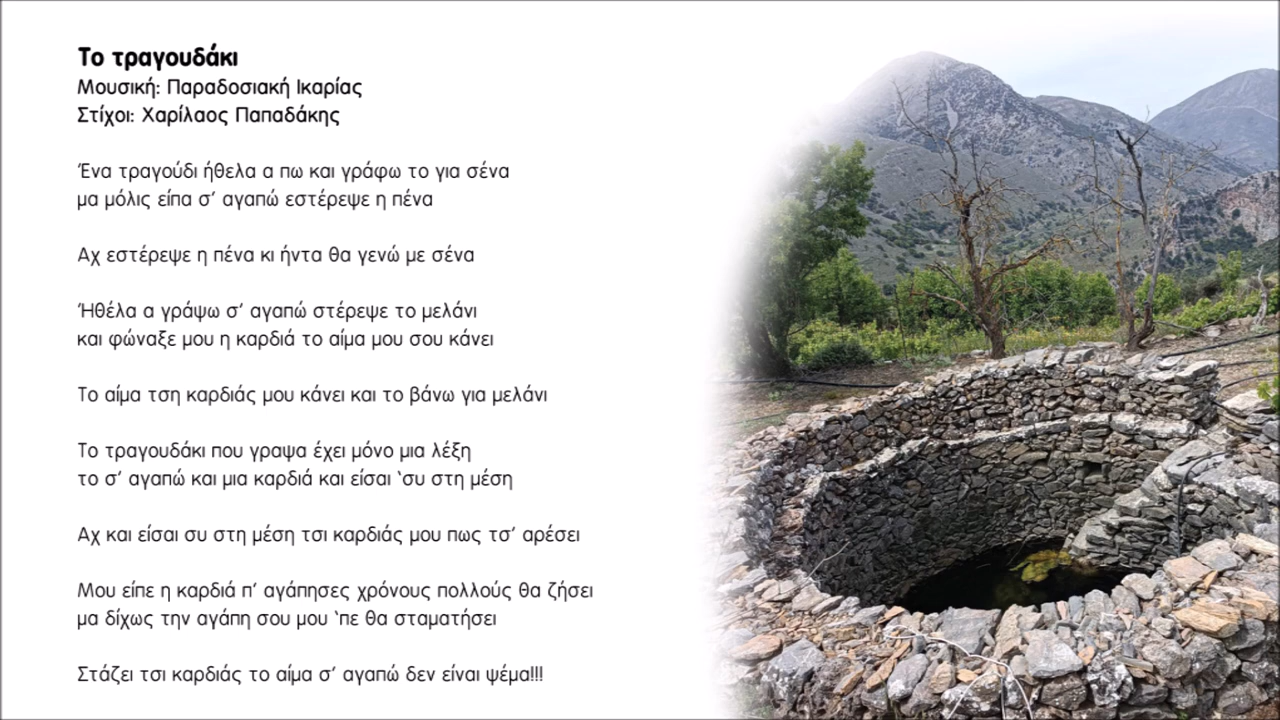 Το τραγουδάκι
Μουσική: Παραδοσιακή Ικαρίας
Στίχοι: Χαρίλαος Παπαδάκης
Ένα τραγούδι ήθελα α πω και γράφω το για σένα
μα μόλις είπα σ’ αγαπώ εστέρεψε η πένα
Αχ εστέρεψε η πένα κι ήντα θα γενώ με σένα
Ήθέλα α γράψω σ’ αγαπώ στέρεψε το μελάνι
και φώναξε μου η καρδιά το αίμα μου σου κάνει
Το αίμα τση καρδιάς μου κάνει και το βάνω για μελάνι
Το τραγουδάκι που γραψα έχει μόνο μια λέξη
το σ’ αγαπώ και μια καρδιά και είσαι ‘συ στη μέση
Αχ και είσαι συ στη μέση τσι καρδιάς μου πως τσ’ αρέσει
Μου είπε η καρδιά π’ αγάπησες χρόνους πολλούς θα ζήσει
μα δίχως την αγάπη σου μου ‘πε θα σταματήσει
Στάζει τσι καρδιάς το αίμα σ’ αγαπώ δεν είναι ψέμα!!!